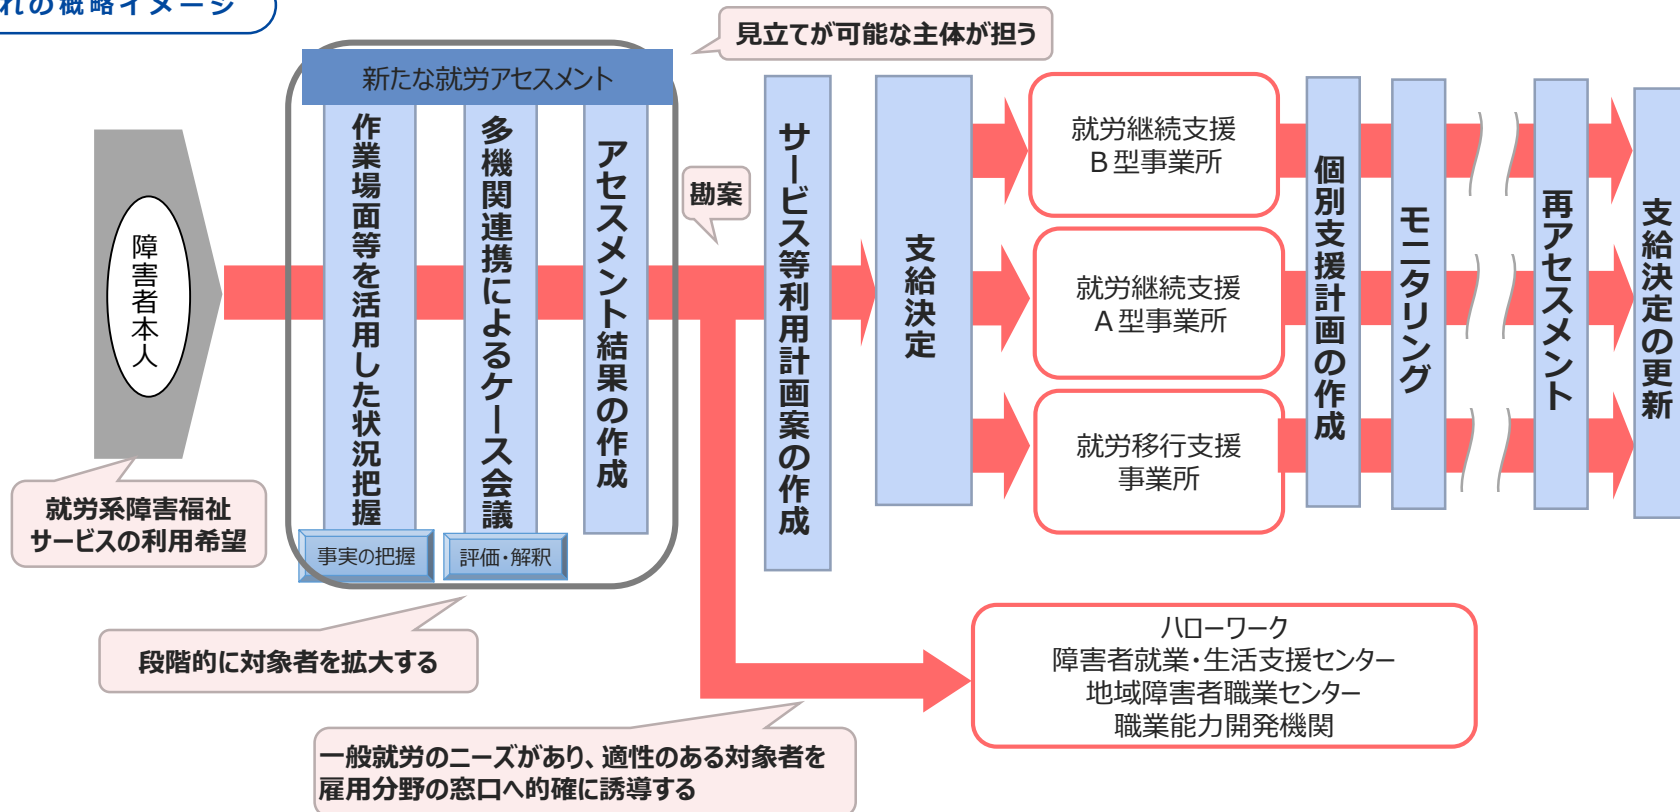 れの概略イメージ
見立てが可能な主体が担う
新たな就労アセスメント
障害者本人
就労系障害福祉
サービスの利用希望
作業場面等を活用した状況把握
事実の把握
多機関連携によるケース会議
評価・解釈
アセスメント結果の作成
勘案
段階的に対象者を拡大する
サービス等利用計画案の作成
支給決定
就労継続支援
B型事業所
就労継続支援
A型事業所
就労移行支援
事業所
個別支援計画の作成
モニタリング
再アセスメント
支給決定の更新
ハローワーク
障害者就業・生活支援センター
地域障害者職業センター
職業能力開発機関
一般就労のニーズがあり、適性のある対象者を
雇用分野の窓口へ的確に誘導する